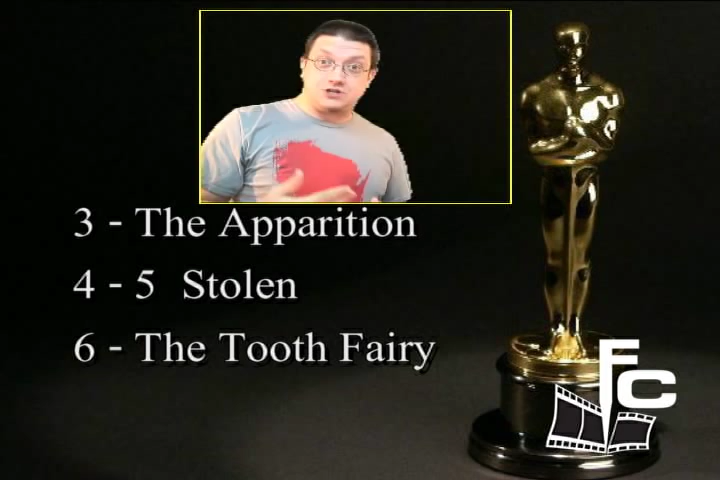 3 - The Apparition
4 - 5 Stolen
6 - The Tooth Fairy
FC